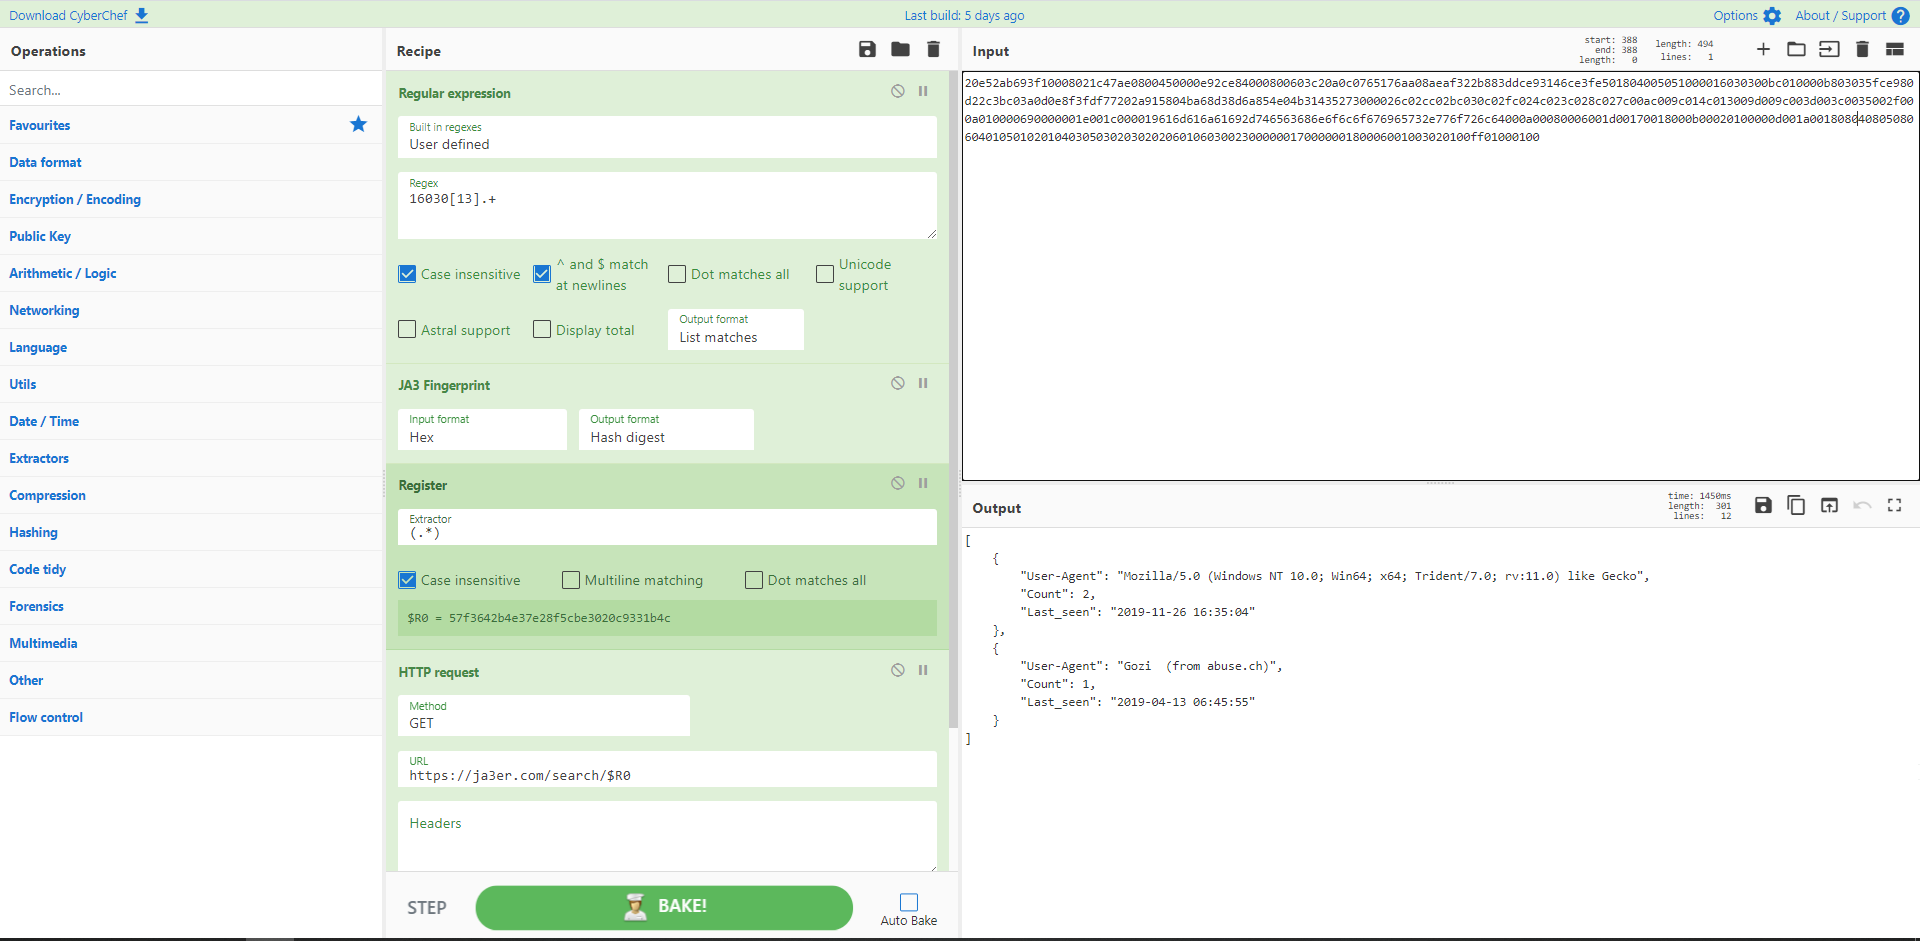 Download CyberChef
Last build: 5 days ago
Options
About / Support
Operations
Search...
Favourites
Data format
Encryption / Encoding
Public Key
Arithmetic / Logic
Networking
Language
Utils
Date / Time
Extractors
Compression
Hashing
Code tidy
Forensics
Multimedia
Other
Flow control
Recipe
Regular expression
Built in regexes
User defined
Regex
16030[13].+
Case insensitive
^ and $ match
at newlines
Dot matches all
Unicode
support
Astral support
Display total
Output format
List matches
JA3 Fingerprint
Input format
Hex
Output format
Hash digest
Register
Extractor
(.*)
Case insensitive
Multiline matching
Dot matches all
$R0 = 57f3642b4e37e28f5cbe3020c9331b4c
HTTP request
Method
GET
URL
https://ja3er.com/search/$R0
Headers
STEP
BAKE!
Auto Bake
Input
start: 388
end: 388
length: 0
length: 494
lines: 1
20e52ab693f10008021c47ae0800450000e92ce84000800603c20a0c0765176aa08aeaf322b883ddce93146ce3fe501804005051000016030300bc010000b803035fce980
d22c3bc03a0d0e8f3fdf77202a915804ba68d38d6a854e04b31435273000026c02cc02bc030c02fc024c023c028c027c00ac009c014c013009d009c003d003c0035002f00
0a010000690000001e001c000019616d616a61692d746563686e6f6c6f676965732e776f726c64000a00080006001d00170018000b00020100000d001a001808040805080
6040105010201040305030203020206010603002300000017000000180006001003020100ff01000100
Output
time: 1450ms
length: 301
lines: 12
[
{
"User-Agent": "Mozilla/5.0 (Windows NT 10.0; Win64; x64; Trident/7.0; rv:11.0) like Gecko",
"Count": 2,
"Last_seen": "2019-11-26 16:35:04"
},
{
"User-Agent": "Gozi  (from abuse.ch)",
"Count": 1,
"Last_seen": "2019-04-13 06:45:55"
}
]